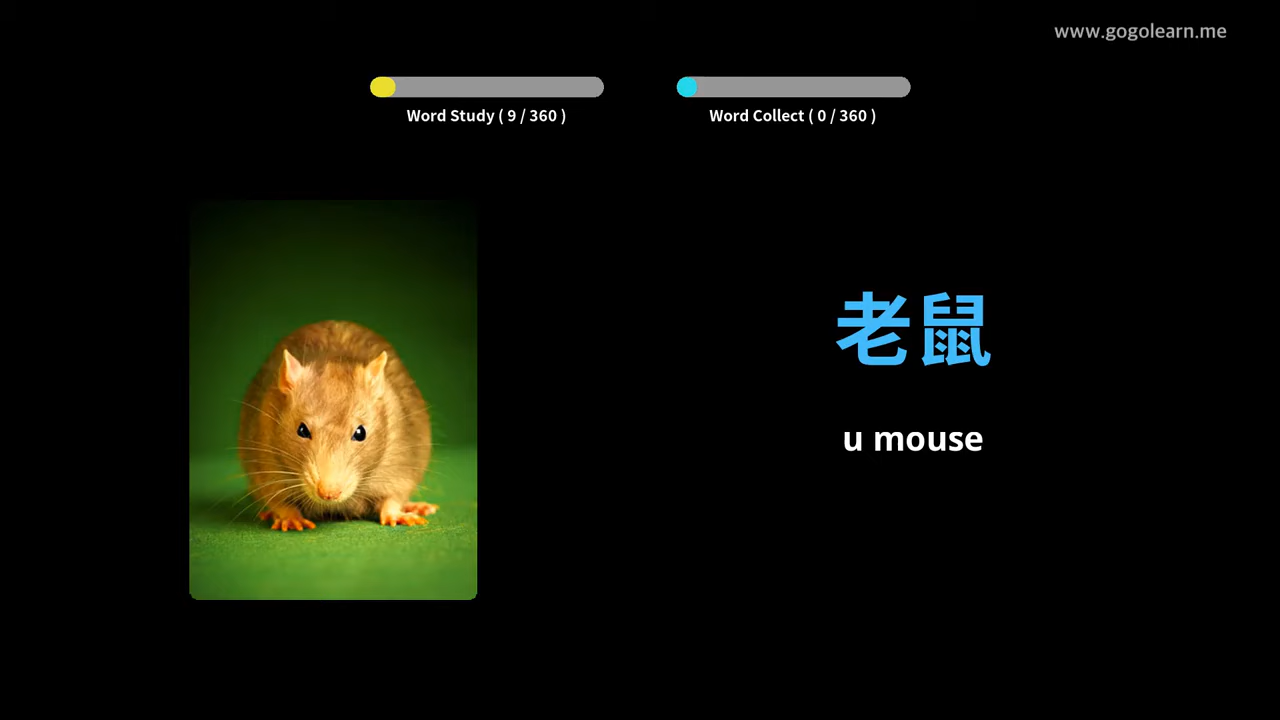 www.gogolearn.me
Word Study ( 9 / 360 )
Word Collect ( 0 / 360 )
老鼠
u mouse